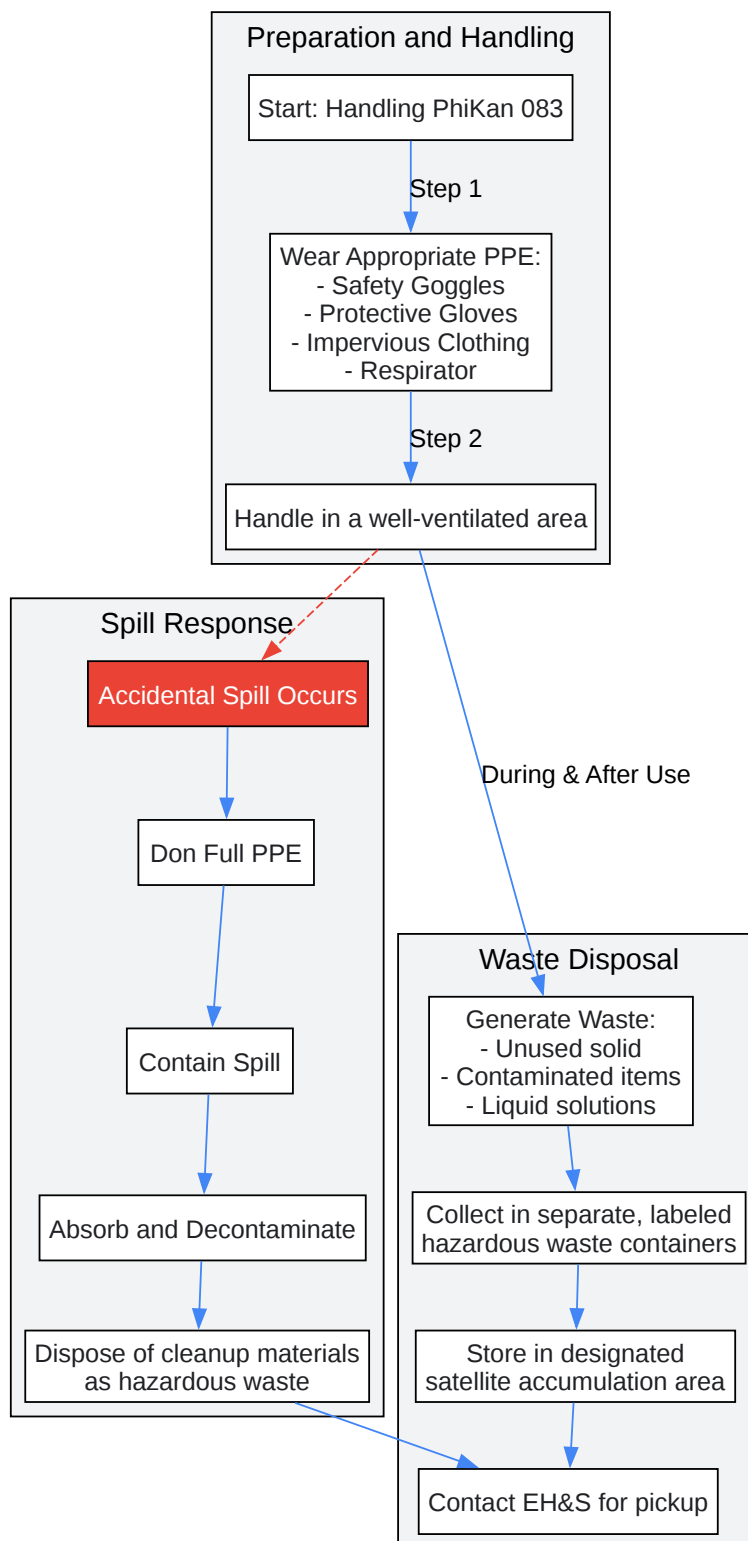 Preparation and Handling
Start: Handling PhiKan 083
Step 1
Wear Appropriate PPE:
- Safety Goggles
- Protective Gloves
- Impervious Clothing
- Respirator
Step 2
Handle in a well-ventilated area
Spill Response
Accidental Spill Occurs
Don Full PPE
Contain Spill
Absorb and Decontaminate
Dispose of cleanup materials
as hazardous waste
During & After Use
Waste Disposal
Generate Waste:
- Unused solid
- Contaminated items
- Liquid solutions
Collect in separate, labeled
hazardous waste containers
Store in designated
satellite accumulation area
Contact EH&S for pickup